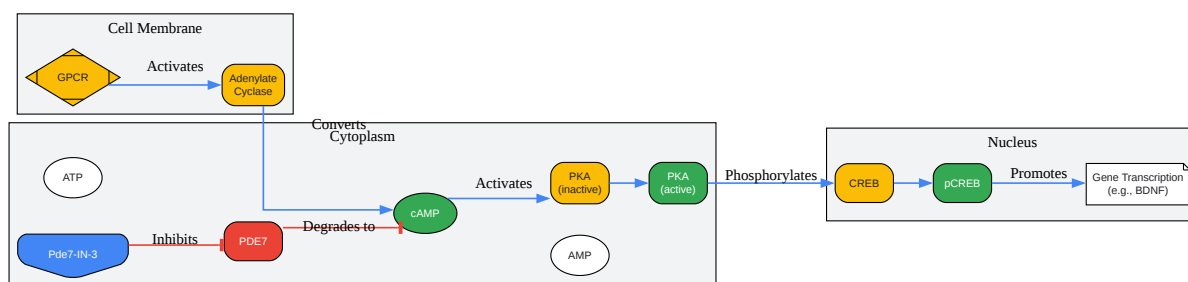 Cell Membrane
GPCR
Activates
Adenylate
Cyclase
Converts
Cytoplasm
ATP
cAMP
Activates
PKA
(inactive)
PKA
(active)
Pde7-IN-3
Inhibits
PDE7
Degrades to
AMP
Phosphorylates
Nucleus
CREB
pCREB
Promotes
Gene Transcription
(e.g., BDNF)